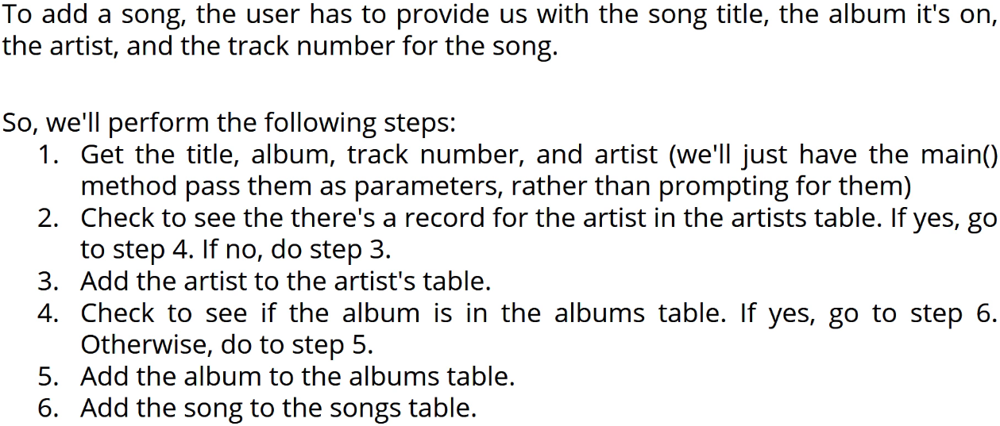 To add a song, the user has to provide us with the song title, the album it's on,
the artist, and the track number for the song.
So, we'll perform the following steps:
1. Get the title, album, track number, and artist (we'll just have the main()
method pass them as parameters, rather than prompting for them)
2. Check to see the there's a record for the artist in the artists table. If yes, go
to step 4. If no, do step 3.
3. Add the artist to the artist's table.
4. Check to see if the album is in the albums table. If yes, go to step 6.
Otherwise, do to step 5.
5. Add the album to the albums table.
6. Add the song to the songs table.